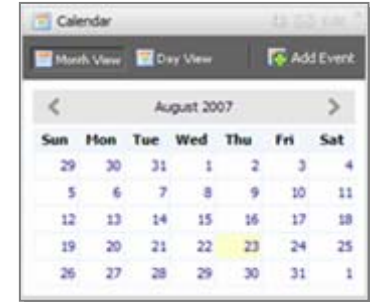 Calendar
Month View Day View Add Event
< August 2007 >
Sun Mon Tue Wed Thu Fri Sat
29 30 31 1 2 3 4
5 6 7 8 9 10 11
12 13 14 15 16 17 18
19 20 21 22 23 24 25
26 27 28 29 30 31 1